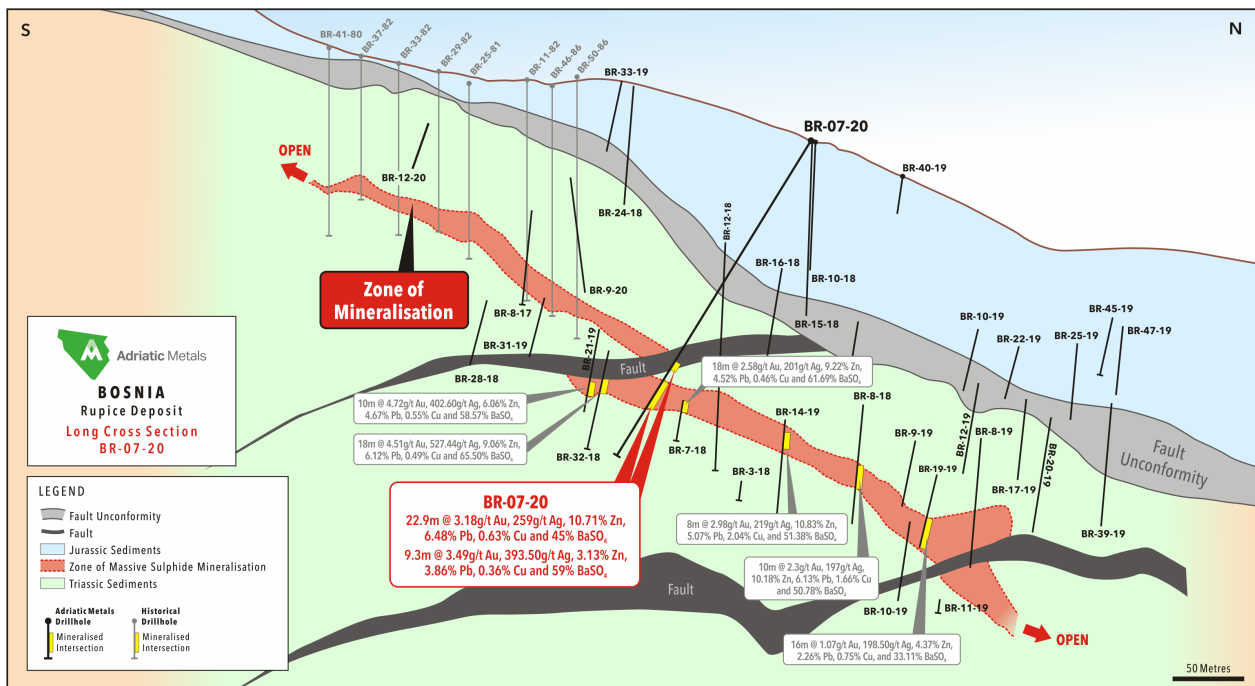 S
N
BR-41-80
BR-37-82
BR-33-82
BR-29-82
BR-25-81
BR-11-82
BR-46-86
BR-50-86
BR-33-19
BR-07-20
BR-40-19
OPEN
BR-12-20
BR-24-18
BR-12-18
BR-16-18
BR-10-18
Zone of
Mineralisation
BR-9-20
BR-8-17
BR-15-18
BR-10-19
BR-22-19
BR-25-19
BR-45-19
BR-47-19
BR-31-19
BR-21-19
BR-28-18
Fault
Adriatic Metals
BOSNIA
Rupice Deposit
Long Cross Section
BR-07-20
18m @ 2.58g/t Au, 201g/t Ag, 9.22% Zn,
4.52% Pb, 0.46% Cu and 61.69% BaSO₄
10m @ 4.72g/t Au, 402.60g/t Ag, 6.06% Zn,
4.67% Pb, 0.55% Cu and 58.57% BaSO₄
18m @ 4.51g/t Au, 527.44g/t Ag, 9.06% Zn,
6.12% Pb, 0.49% Cu and 65.50% BaSO₄
BR-32-18
BR-7-18
BR-3-18
BR-14-19
BR-8-18
BR-9-19
BR-19-19
BR-12-19
BR-8-19
BR-17-19
BR-20-19
BR-39-19
Fault
Unconformity
BR-07-20
22.9m @ 3.18g/t Au, 259g/t Ag, 10.71% Zn,
6.48% Pb, 0.63% Cu and 45% BaSO₄
9.3m @ 3.49g/t Au, 393.50g/t Ag, 3.13% Zn,
3.86% Pb, 0.36% Cu and 59% BaSO₄
8m @ 2.98g/t Au, 219g/t Ag, 10.83% Zn,
5.07% Pb, 2.04% Cu, and 51.38% BaSO₄
10m @ 2.3g/t Au, 197g/t Ag,
10.18% Zn, 6.13% Pb, 1.66% Cu
and 50.78% BaSO₄
Fault
BR-10-19
BR-11-19
16m @ 1.07g/t Au, 198.50g/t Ag, 4.37% Zn,
2.26% Pb, 0.75% Cu, and 33.11% BaSO₄
OPEN
50 Metres
LEGEND
Fault Unconformity
Fault
Jurassic Sediments
Zone of Massive Sulphide Mineralisation
Triassic Sediments
Adriatic Metals
Drillhole
Mineralised
Intersection
Historical
Drillhole
Mineralised
Intersection